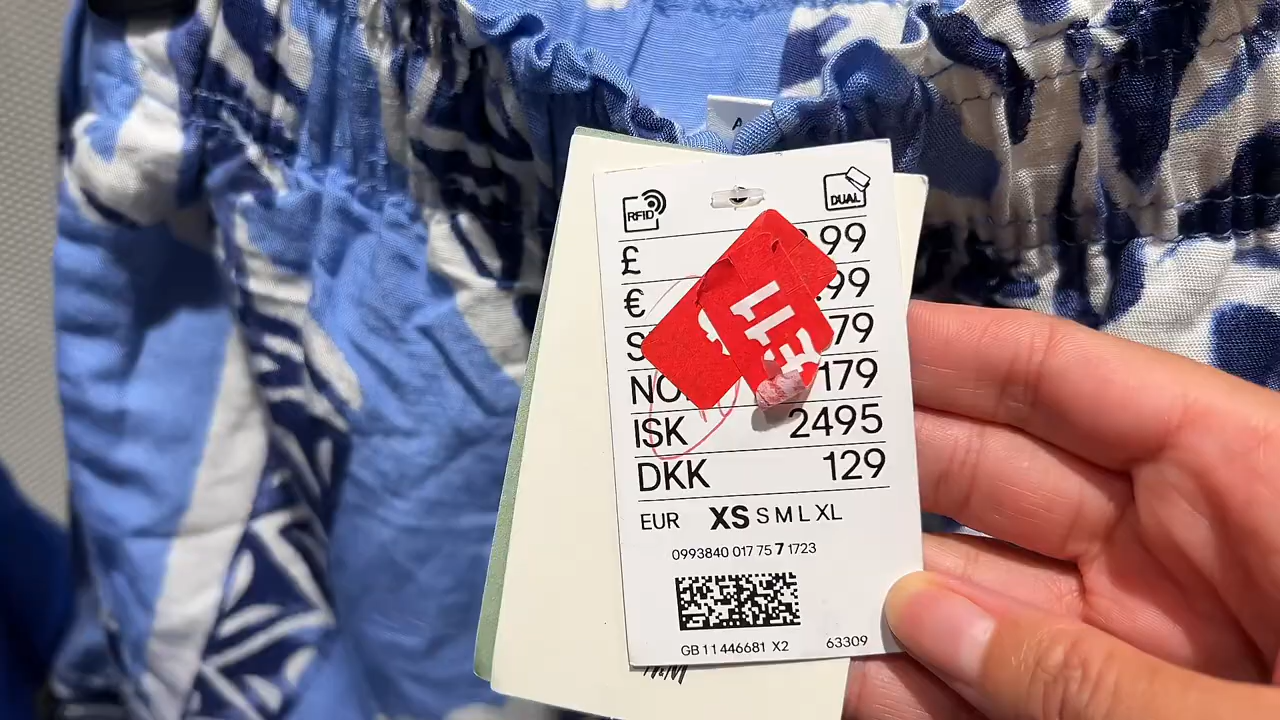 A
RFID
DUAL
£ .99
€ .99
79
179
ISK 2495
DKK 129
EUR XS S M L XL
0993840 017 75 7 1723
GB 11 446681 X2 63309
H&M